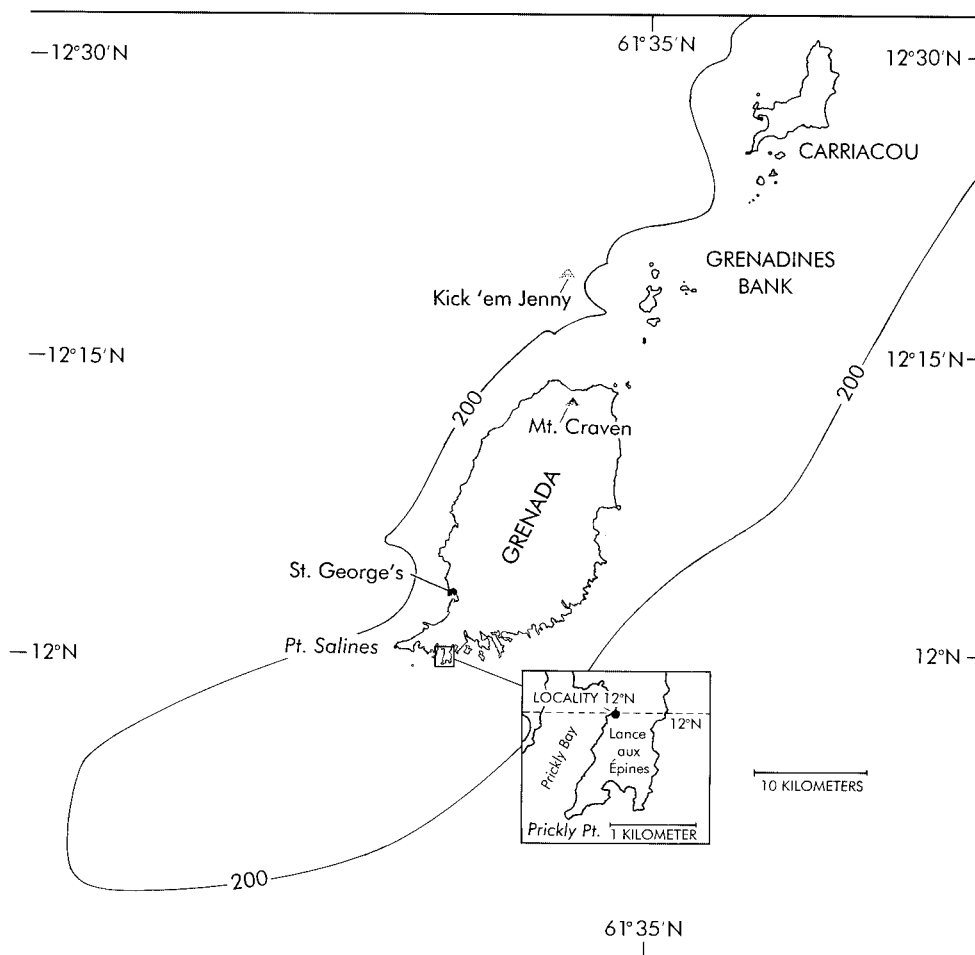 61°35′N
—12°30′N
12°30′N
CARRIACOU
GRENADINES
BANK
Kick 'em Jenny
—12°15′N
12°15′N
200
200
Mt. Craven
GRENADA
St. George's
Pt. Salines
—12°N
12°N
LOCALITY 12°N
12°N
Prickly Bay
Lance
aux
Épines
Prickly Pt.
1 KILOMETER
10 KILOMETERS
200
61°35′N